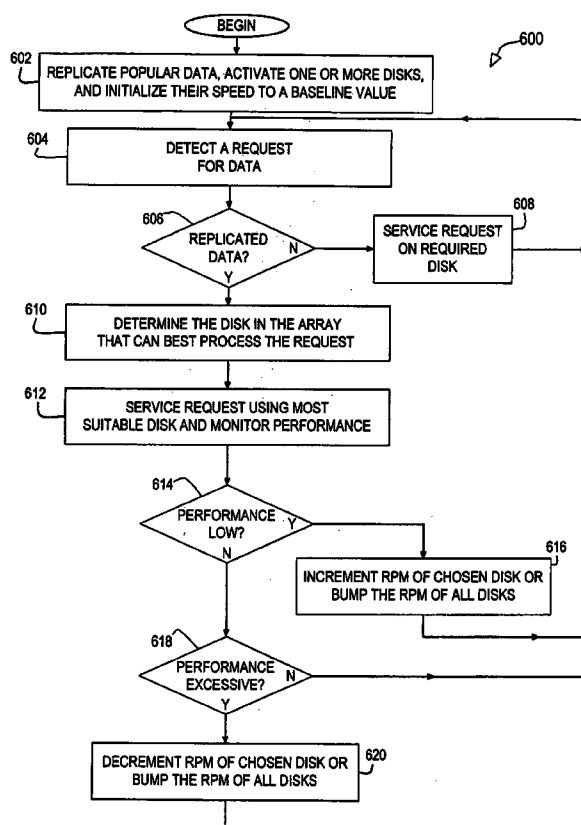 BEGIN
600
602
REPLICATE POPULAR DATA, ACTIVATE ONE OR MORE DISKS,
AND INITIALIZE THEIR SPEED TO A BASELINE VALUE
604
DETECT A REQUEST
FOR DATA
606
REPLICATED
DATA?
N
Y
608
SERVICE REQUEST
ON REQUIRED
DISK
610
DETERMINE THE DISK IN THE ARRAY
THAT CAN BEST PROCESS THE REQUEST
612
SERVICE REQUEST USING MOST
SUITABLE DISK AND MONITOR PERFORMANCE
614
PERFORMANCE
LOW?
Y
N
616
INCREMENT RPM OF CHOSEN DISK OR
BUMP THE RPM OF ALL DISKS
618
PERFORMANCE
EXCESSIVE?
N
Y
620
DECREMENT RPM OF CHOSEN DISK OR
BUMP THE RPM OF ALL DISKS